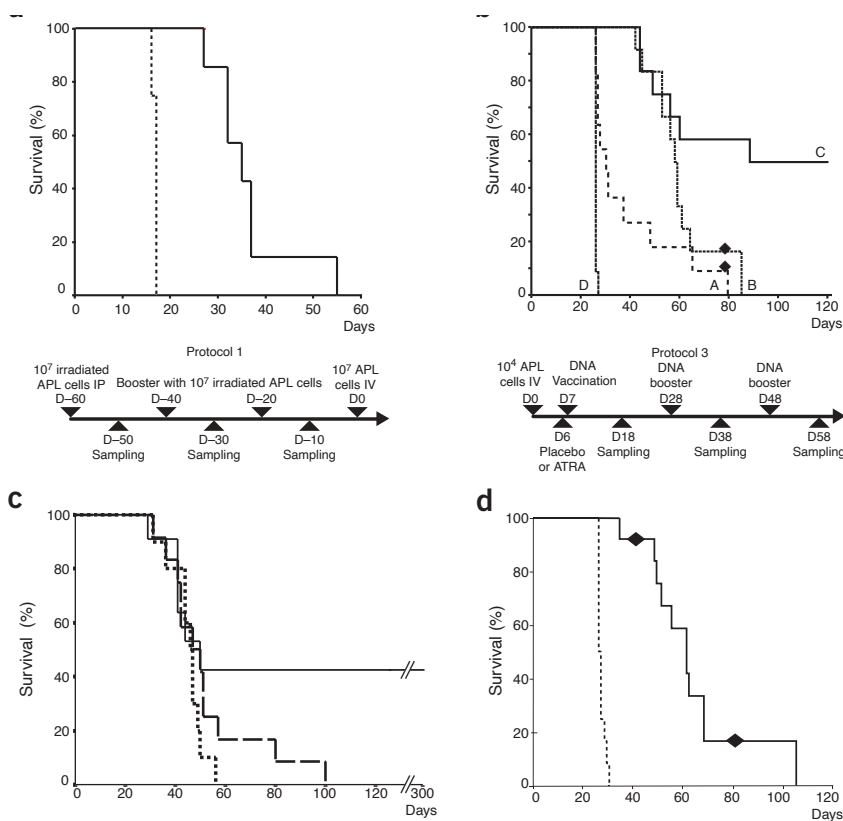 100
80
60
40
20
0
Survival (%)
0 10 20 30 40 50 60
Days
Protocol 1
10⁷ irradiated
APL cells IP
D–60
Booster with 10⁷ irradiated APL cells
D–40
D–20
10⁷ APL
cells IV
D0
D–50
Sampling
D–30
Sampling
D–10
Sampling
100
80
60
40
20
0
Survival (%)
C
D
A
B
0 20 40 60 80 100 120
Days
Protocol 3
10⁴ APL
cells IV
D0
DNA
Vaccination
D7
DNA
booster
D28
DNA
booster
D48
D6
Placebo
or ATRA
D18
Sampling
D38
Sampling
D58
Sampling
c
100
80
60
40
20
0
Survival (%)
0 20 40 60 80 100 120 300
Days
d
100
80
60
40
20
0
Survival (%)
0 20 40 60 80 100 120
Days